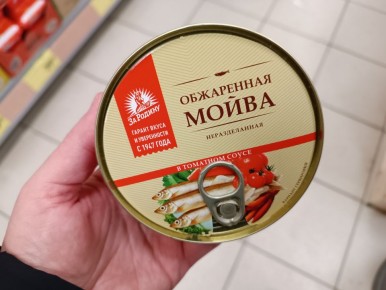 ЗА РОДИНУ
ГАРАНТ ВКУСА
И УВЕРЕННОСТИ
С 1947 ГОДА
ОБЖАРЕННАЯ
МОЙВА
НЕРАЗДЕЛАННАЯ
В ТОМАТНОМ СОУСЕ